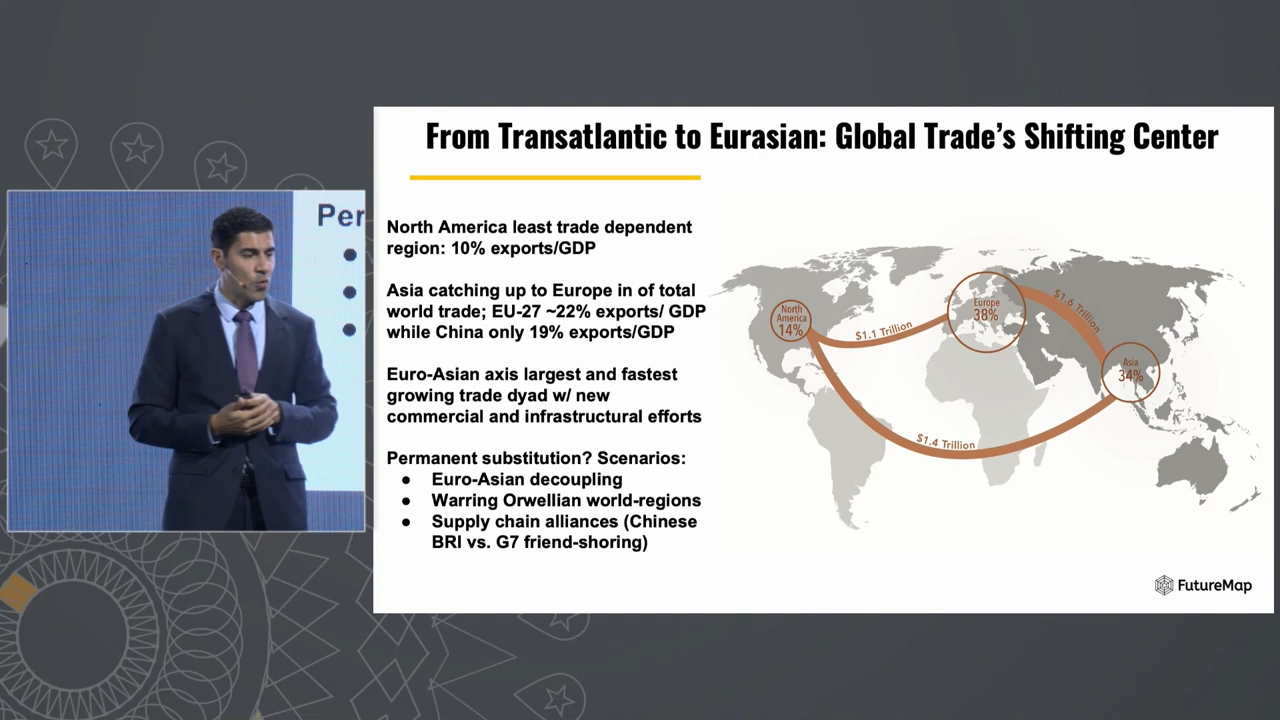 From Transatlantic to Eurasian: Global Trade's Shifting Center
Per
North America least trade dependent
region: 10% exports/GDP
Asia catching up to Europe in of total
world trade; EU-27 ~22% exports/ GDP
while China only 19% exports/GDP
Euro-Asian axis largest and fastest
growing trade dyad w/ new
commercial and infrastructural efforts
Permanent substitution? Scenarios:
● Euro-Asian decoupling
● Warring Orwellian world-regions
● Supply chain alliances (Chinese
BRI vs. G7 friend-shoring)
North
America
14%
$1.1 Trillion
Europe
38%
$1.6 Trillion
Asia
34%
$1.4 Trillion
FutureMap